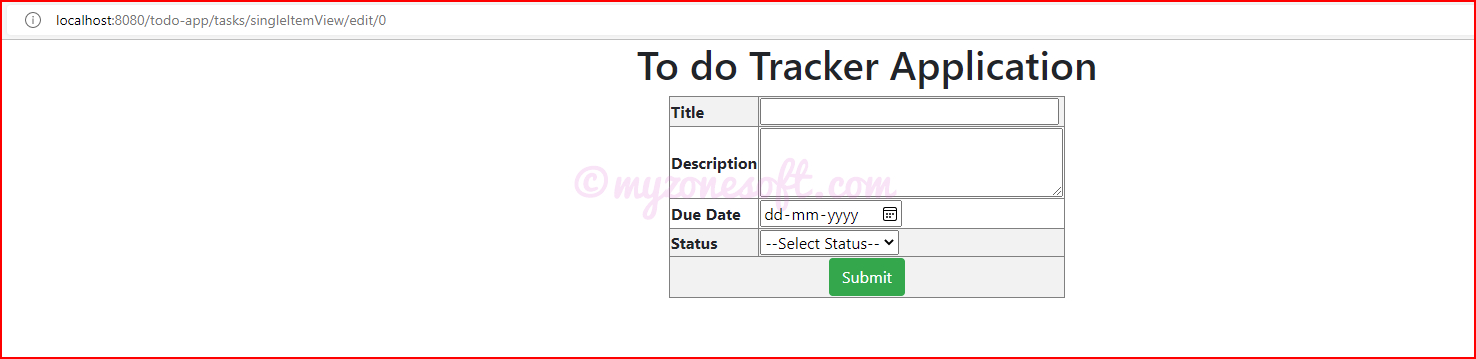 localhost:8080/todo-app/tasks/singleItemView/edit/0
To do Tracker Application
Title
Description
©myzonesoft.com
Due Date dd-mm-yyyy
Status --Select Status--
Submit